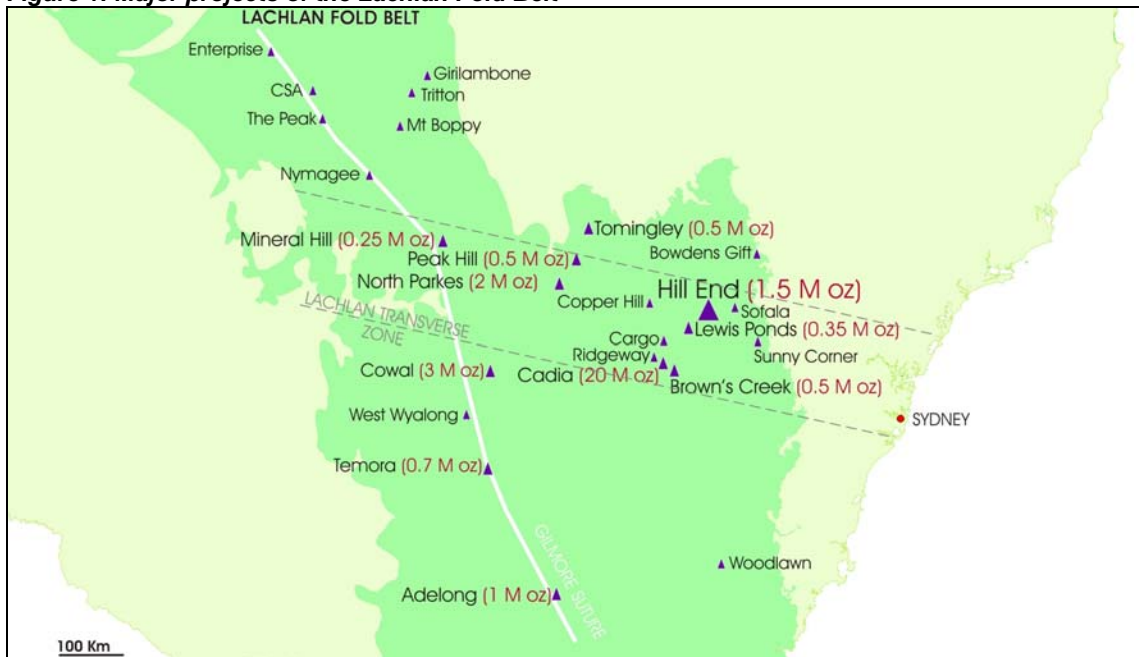 Figure 1: Major projects of the Lachlan Fold Belt
LACHLAN FOLD BELT
Enterprise
Girilambone
CSA
Tritton
The Peak
Mt Boppy
Nymagee
Tomingley (0.5 M oz)
Mineral Hill (0.25 M oz)
Bowdens Gift
Peak Hill (0.5 M oz)
North Parkes (2 M oz)
Hill End (1.5 M oz)
Copper Hill
Sofala
LACHLAN TRANSVERSE
ZONE
Lewis Ponds (0.35 M oz)
Cargo
Sunny Corner
Ridgeway
Cowal (3 M oz)
Cadia (20 M oz)
Brown's Creek (0.5 M oz)
West Wyalong
SYDNEY
Temora (0.7 M oz)
GILMORE SUTURE
Woodlawn
Adelong (1 M oz)
100 Km